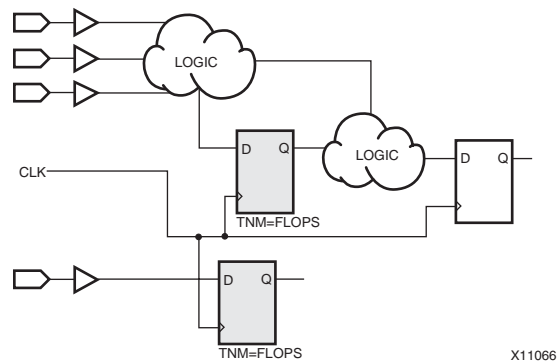 LOGIC
D Q
LOGIC
D Q
CLK
TNM=FLOPS
D Q
TNM=FLOPS
X11066